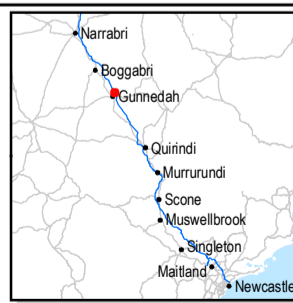 Narrabri
Boggabri
Gunnedah
Quirindi
Murrurundi
Scone
Muswellbrook
Singleton
Maitland
Newcastle